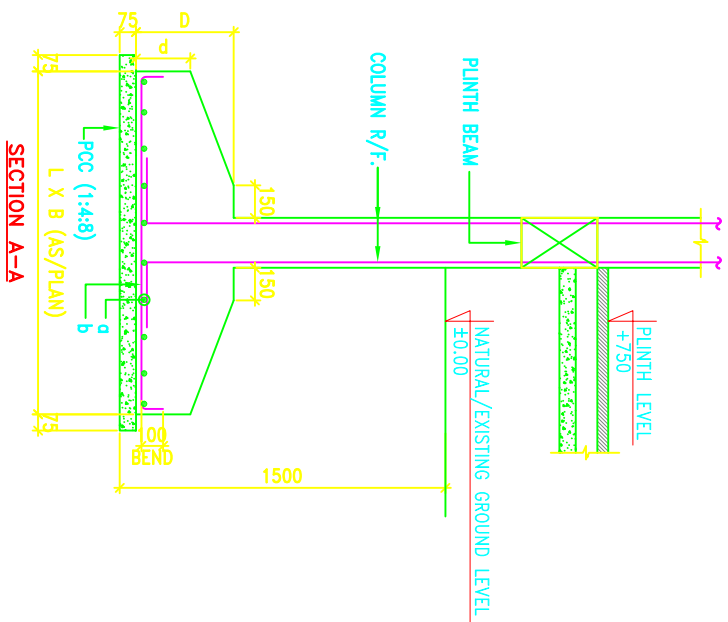 PLINTH LEVEL
+750
NATURAL/EXISTING GROUND LEVEL
±0.00
PLINTH BEAM
COLUMN R/F.
150
150
D
d
75
75
75
00
BEND
1500
a
b
PCC (1:4:8)
L X B (AS/PLAN)
SECTION A-A